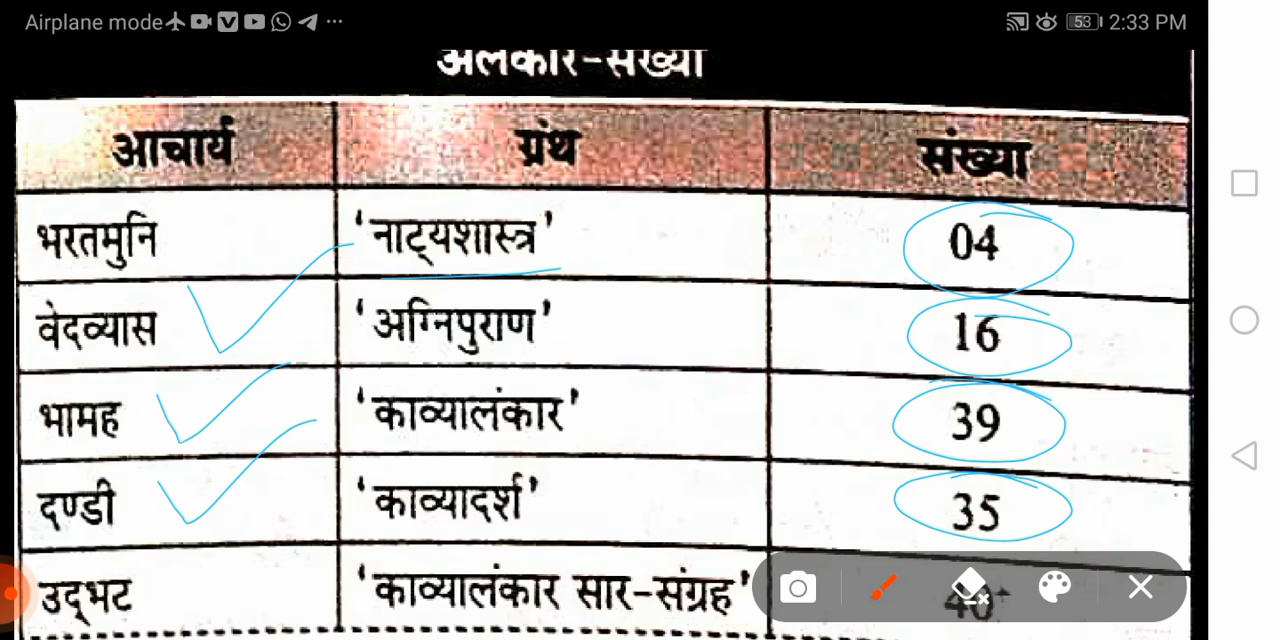 Airplane mode 53 2:33 PM
अलंकार-संख्या
आचार्य ग्रंथ संख्या
भरतमुनि 'नाट्यशास्त्र' 04
वेदव्यास 'अग्निपुराण' 16
भामह 'काव्यालंकार' 39
दण्डी 'काव्यादर्श' 35
उद्भट 'काव्यालंकार सार-संग्रह'